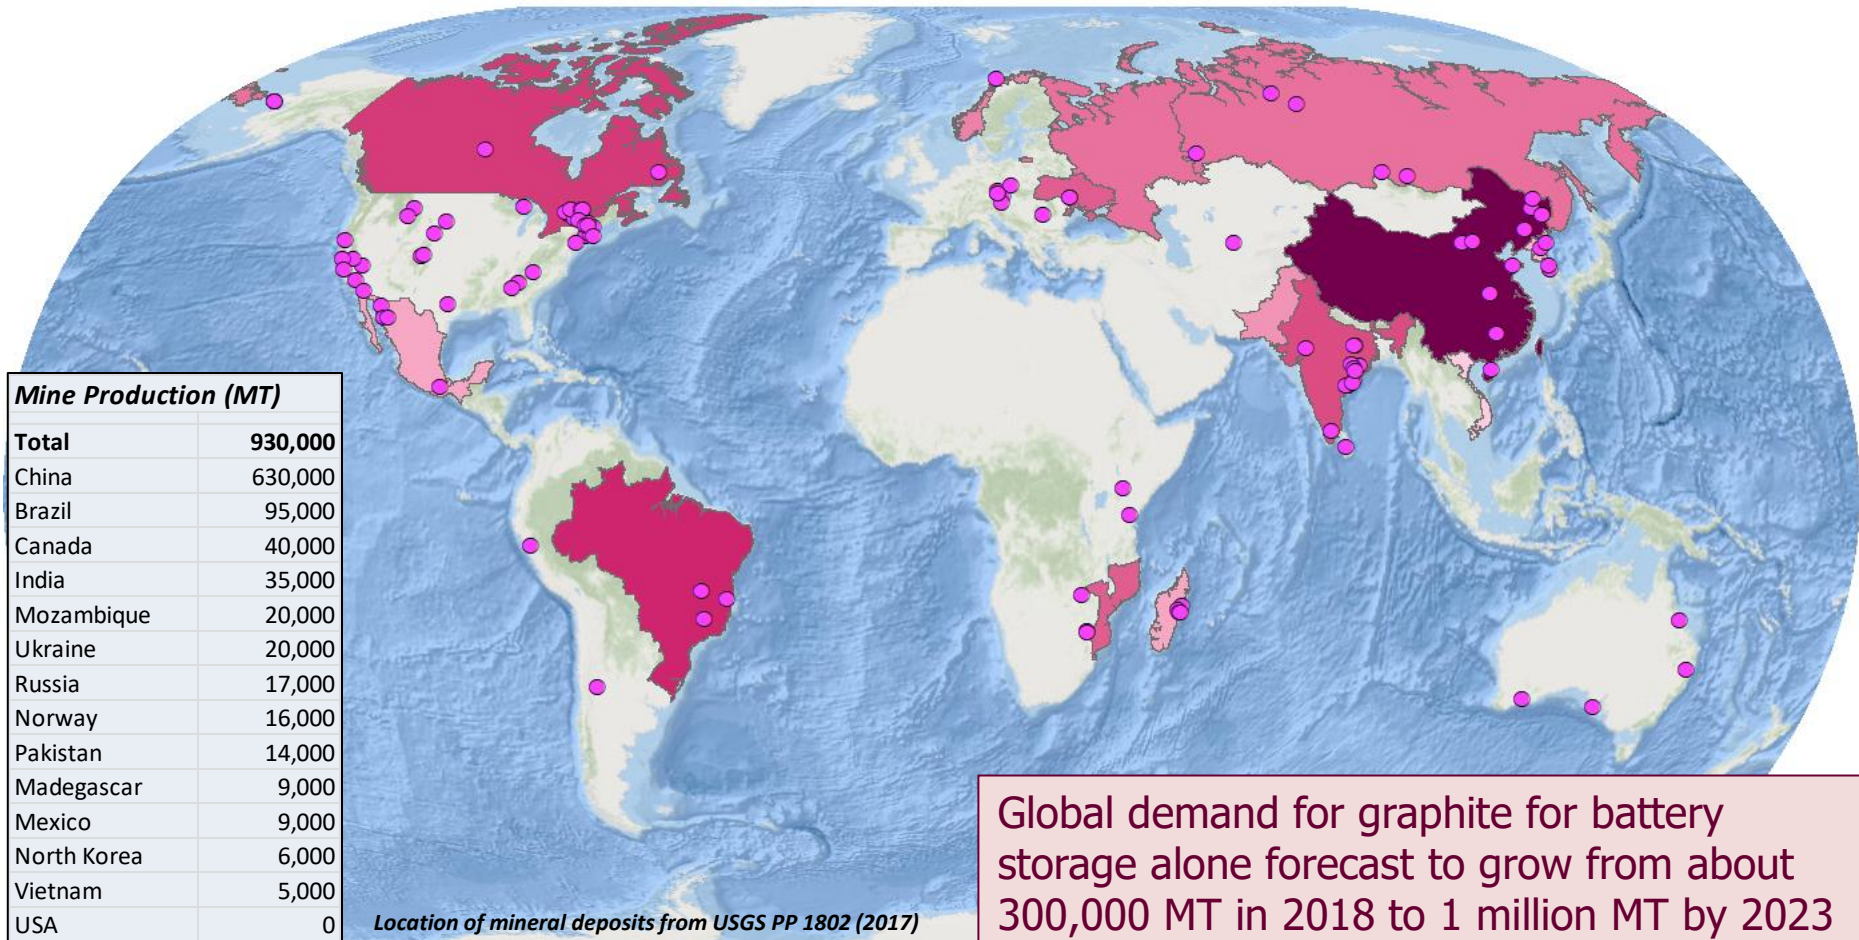 Mine Production (MT)
Total 930,000
China 630,000
Brazil 95,000
Canada 40,000
India 35,000
Mozambique 20,000
Ukraine 20,000
Russia 17,000
Norway 16,000
Pakistan 14,000
Madegascar 9,000
Mexico 9,000
North Korea 6,000
Vietnam 5,000
USA 0
Location of mineral deposits from USGS PP 1802 (2017)
Global demand for graphite for battery
storage alone forecast to grow from about
300,000 MT in 2018 to 1 million MT by 2023